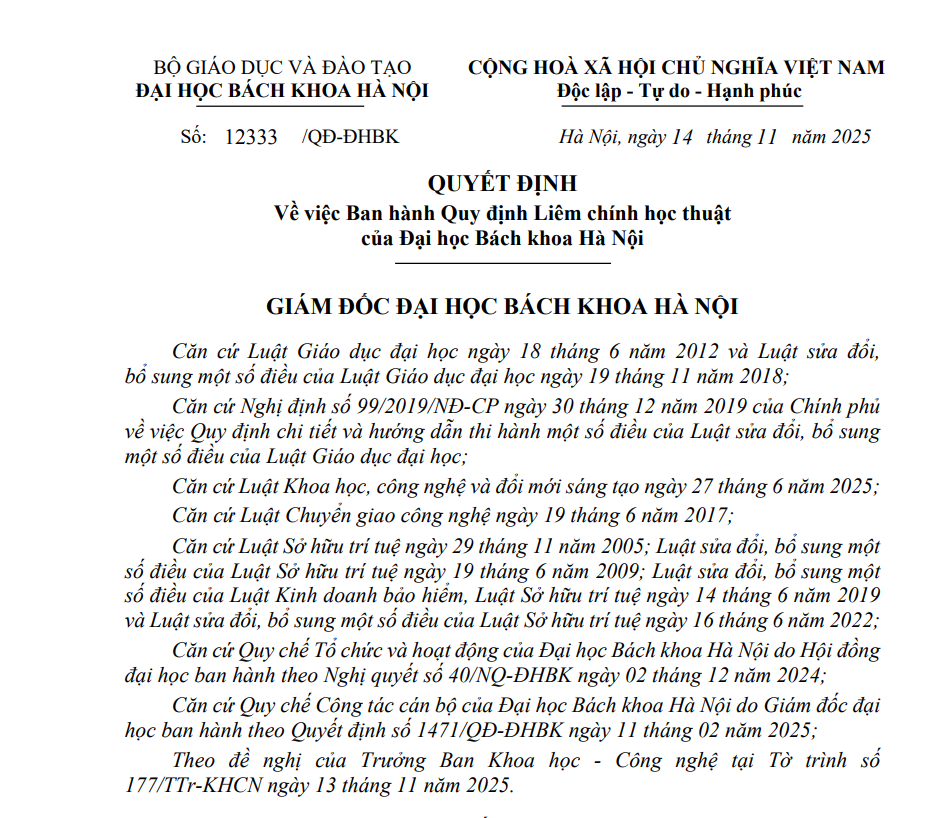 BỘ GIÁO DỤC VÀ ĐÀO TẠO
ĐẠI HỌC BÁCH KHOA HÀ NỘI
CỘNG HOÀ XÃ HỘI CHỦ NGHĨA VIỆT NAM
Độc lập - Tự do - Hạnh phúc
Số: 12333 /QĐ-ĐHBK
Hà Nội, ngày 14 tháng 11 năm 2025
QUYẾT ĐỊNH
Về việc Ban hành Quy định Liêm chính học thuật
của Đại học Bách khoa Hà Nội
GIÁM ĐỐC ĐẠI HỌC BÁCH KHOA HÀ NỘI
Căn cứ Luật Giáo dục đại học ngày 18 tháng 6 năm 2012 và Luật sửa đổi,
bổ sung một số điều của Luật Giáo dục đại học ngày 19 tháng 11 năm 2018;
Căn cứ Nghị định số 99/2019/NĐ-CP ngày 30 tháng 12 năm 2019 của Chính phủ
về việc Quy định chi tiết và hướng dẫn thi hành một số điều của Luật sửa đổi, bổ sung
một số điều của Luật Giáo dục đại học;
Căn cứ Luật Khoa học, công nghệ và đổi mới sáng tạo ngày 27 tháng 6 năm 2025;
Căn cứ Luật Chuyển giao công nghệ ngày 19 tháng 6 năm 2017;
Căn cứ Luật Sở hữu trí tuệ ngày 29 tháng 11 năm 2005; Luật sửa đổi, bổ sung một
số điều của Luật Sở hữu trí tuệ ngày 19 tháng 6 năm 2009; Luật sửa đổi, bổ sung một
số điều của Luật Kinh doanh bảo hiểm, Luật Sở hữu trí tuệ ngày 14 tháng 6 năm 2019
và Luật sửa đổi, bổ sung một số điều của Luật Sở hữu trí tuệ ngày 16 tháng 6 năm 2022;
Căn cứ Quy chế Tổ chức và hoạt động của Đại học Bách khoa Hà Nội do Hội đồng
đại học ban hành theo Nghị quyết số 40/NQ-ĐHBK ngày 02 tháng 12 năm 2024;
Căn cứ Quy chế Công tác cán bộ của Đại học Bách khoa Hà Nội do Giám đốc đại
học ban hành theo Quyết định số 1471/QĐ-ĐHBK ngày 11 tháng 02 năm 2025;
Theo đề nghị của Trưởng Ban Khoa học - Công nghệ tại Tờ trình số
177/TTr-KHCN ngày 13 tháng 11 năm 2025.